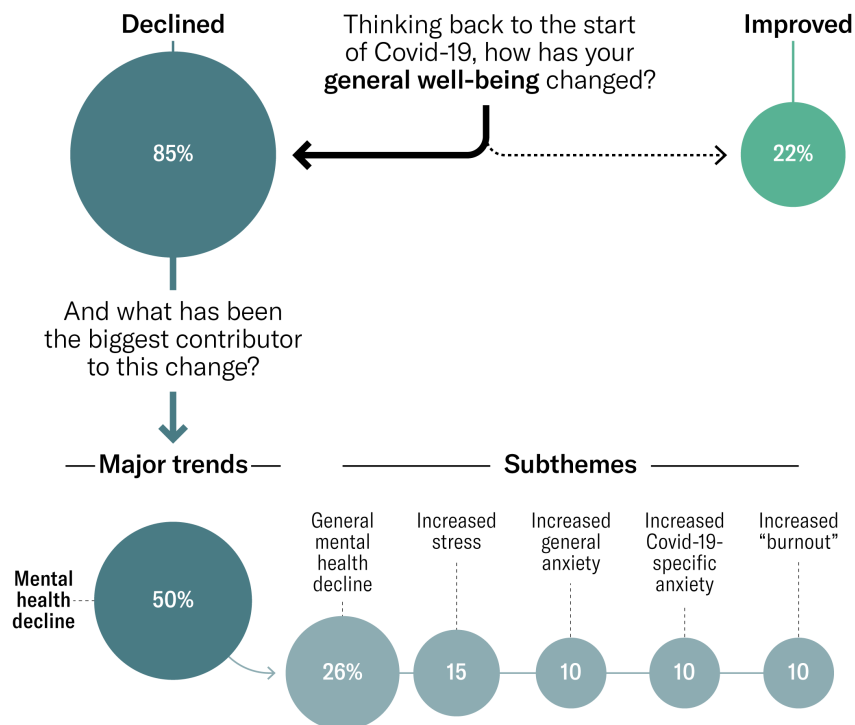 Declined
Thinking back to the start
of Covid-19, how has your
general well-being changed?
Improved
85%
22%
And what has been
the biggest contributor
to this change?
Major trends
Subthemes
Mental
health
decline
50%
General
mental
health
decline
Increased
stress
Increased
general
anxiety
Increased
Covid-19-
specific
anxiety
Increased
“burnout”
26%
15
10
10
10